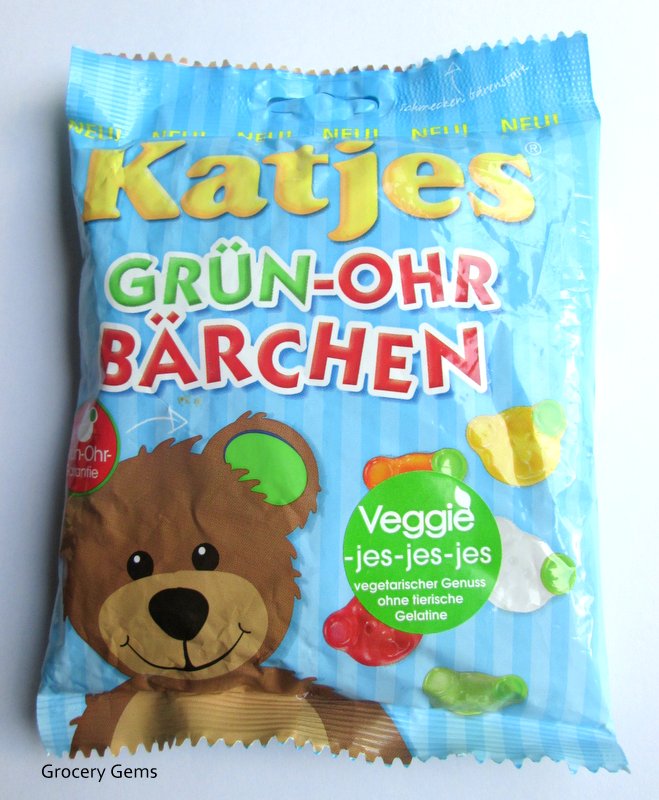 schmecken bärenstark
NEU! NEU! NEU! NEU! NEU! NEU!
Katjes®
GRÜN-OHR
BÄRCHEN
n-Ohr-
Veggie
-jes-jes-jes
vegetarischer Genuss
ohne tierische
Gelatine
Grocery Gems